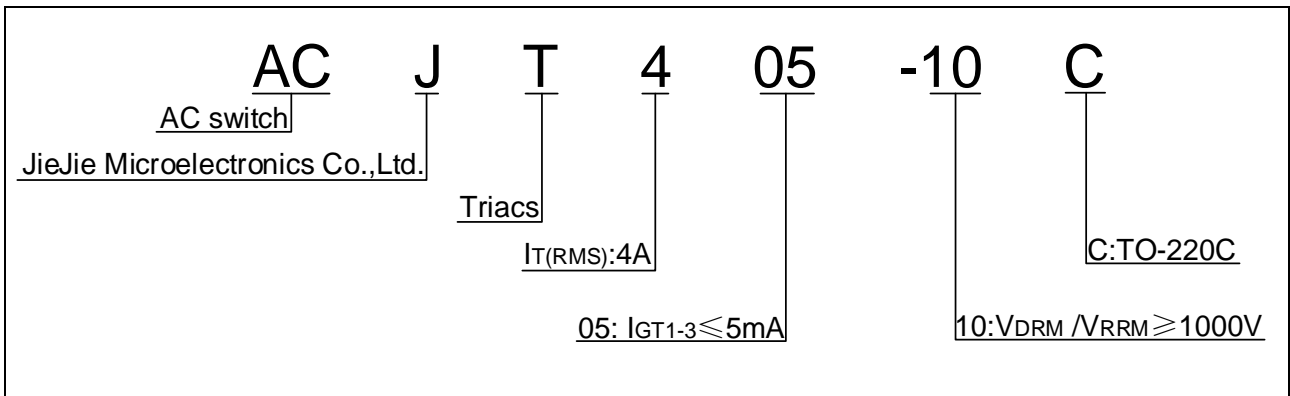 AC J T 4 05 -10 C
AC switch
JieJie Microelectronics Co.,Ltd.
Triacs
IT(RMS):4A
C:TO-220C
05: IGT1-3≤5mA
10:VDRM /VRRM≥1000V